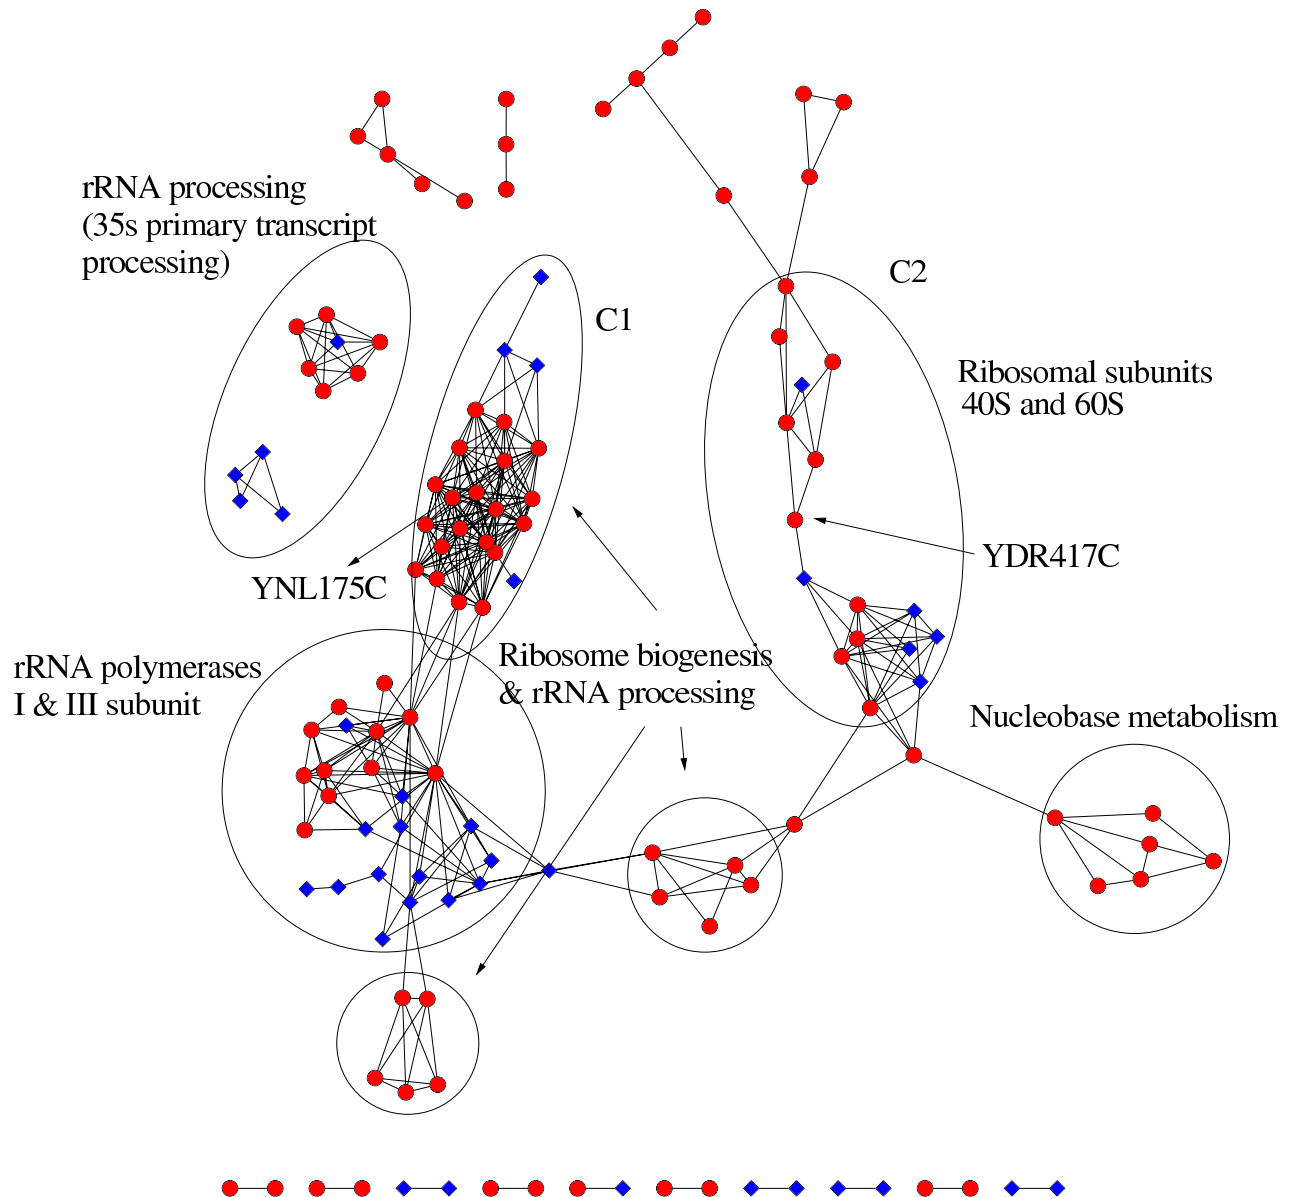 rRNA processing
(35s primary transcript
processing)
C1
C2
Ribosomal subunits
40S and 60S
YNL175C
YDR417C
rRNA polymerases
I & III subunit
Ribosome biogenesis
& rRNA processing
Nucleobase metabolism